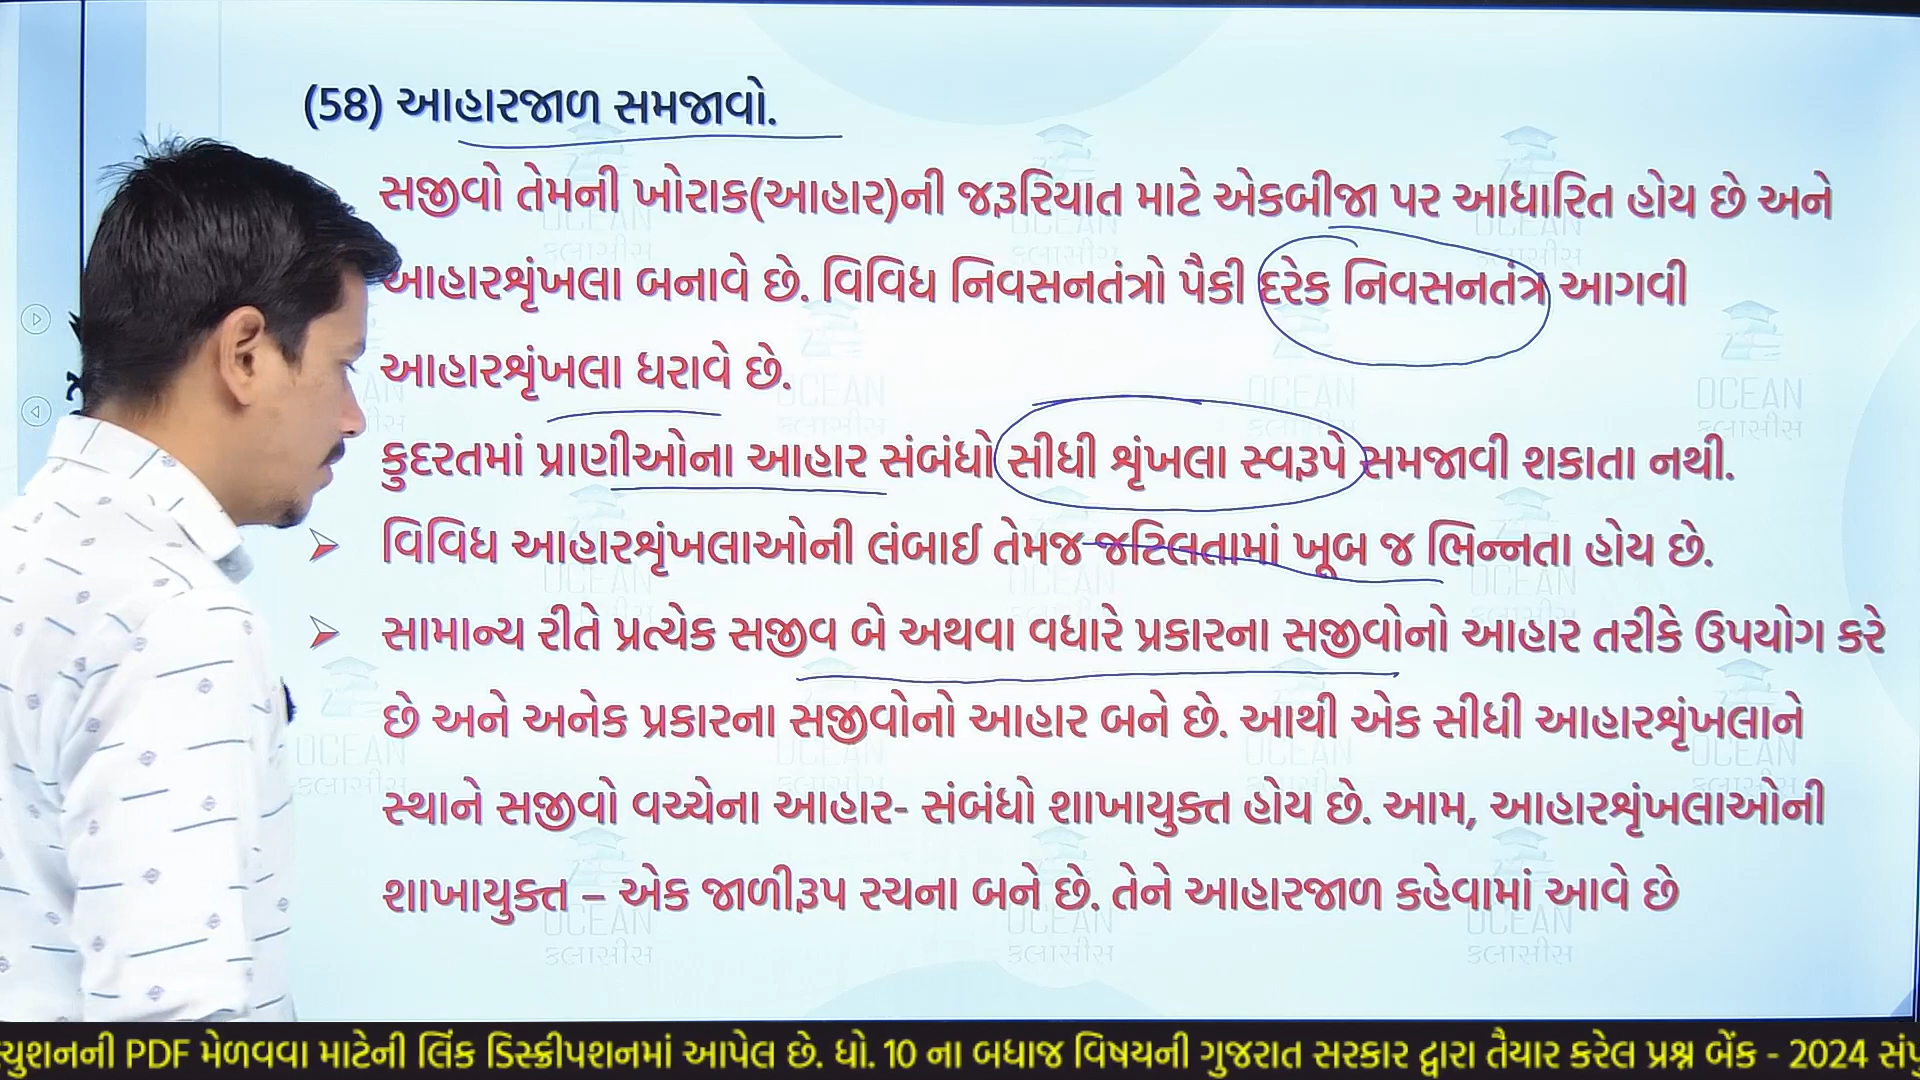 (58) આહારજાળ સમજાવો.
સજીવો તેમની ખોરાક(આહાર)ની જરૂરિયાત માટે એકબીજા પર આધારિત હોય છે અને
આહારશૃંખલા બનાવે છે. વિવિધ નિવસનતંત્રો પૈકી દરેક નિવસનતંત્ર આગવી
આહારશૃંખલા ધરાવે છે.
કુદરતમાં પ્રાણીઓના આહાર સંબંધો સીધી શૃંખલા સ્વરૂપે સમજાવી શકાતા નથી.
➢ વિવિધ આહારશૃંખલાઓની લંબાઈ તેમજ જટિલતામાં ખૂબ જ ભિન્નતા હોય છે.
➢ સામાન્ય રીતે પ્રત્યેક સજીવ બે અથવા વધારે પ્રકારના સજીવોનો આહાર તરીકે ઉપયોગ કરે
છે અને અનેક પ્રકારના સજીવોનો આહાર બને છે. આથી એક સીધી આહારશૃંખલાને
સ્થાને સજીવો વચ્ચેના આહાર- સંબંધો શાખાયુક્ત હોય છે. આમ, આહારશૃંખલાઓની
શાખાયુક્ત – એક જાળીરૂપ રચના બને છે. તેને આહારજાળ કહેવામાં આવે છે
PDF મેળવવા માટેની લિંક ડિસ્ક્રીપશનમાં આપેલ છે. ધો. 10 ના બધાજ વિષયની ગુજરાત સરકાર દ્વારા તૈયાર કરેલ પ્રશ્ન બેંક - 2024